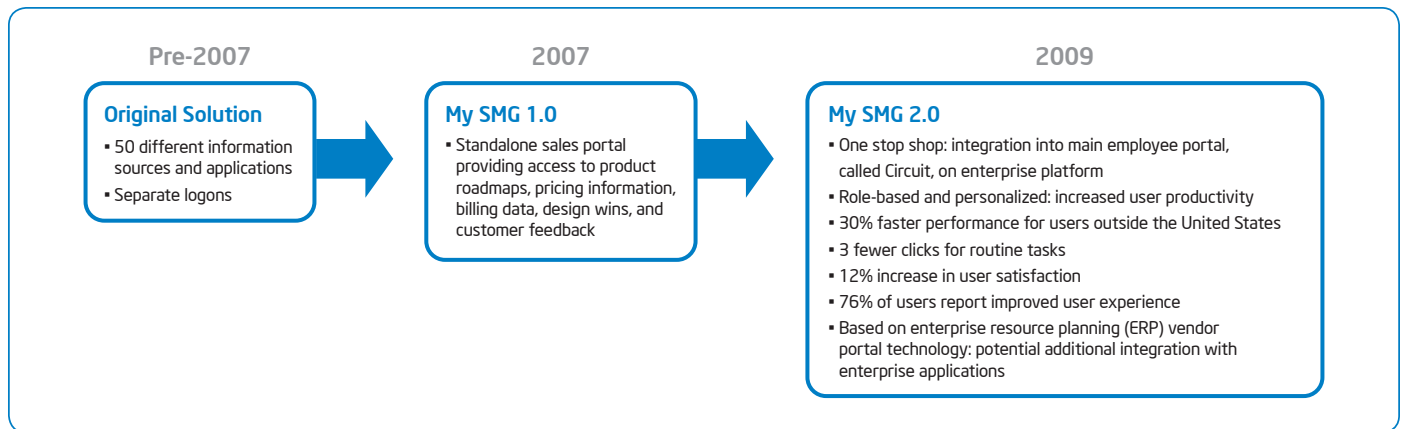 Pre-2007
Original Solution
▪ 50 different information
sources and applications
▪ Separate logons
2007
My SMG 1.0
▪ Standalone sales portal
providing access to product
roadmaps, pricing information,
billing data, design wins, and
customer feedback
2009
My SMG 2.0
▪ One stop shop: integration into main employee portal,
called Circuit, on enterprise platform
▪ Role-based and personalized: increased user productivity
▪ 30% faster performance for users outside the United States
▪ 3 fewer clicks for routine tasks
▪ 12% increase in user satisfaction
▪ 76% of users report improved user experience
▪ Based on enterprise resource planning (ERP) vendor
portal technology: potential additional integration with
enterprise applications